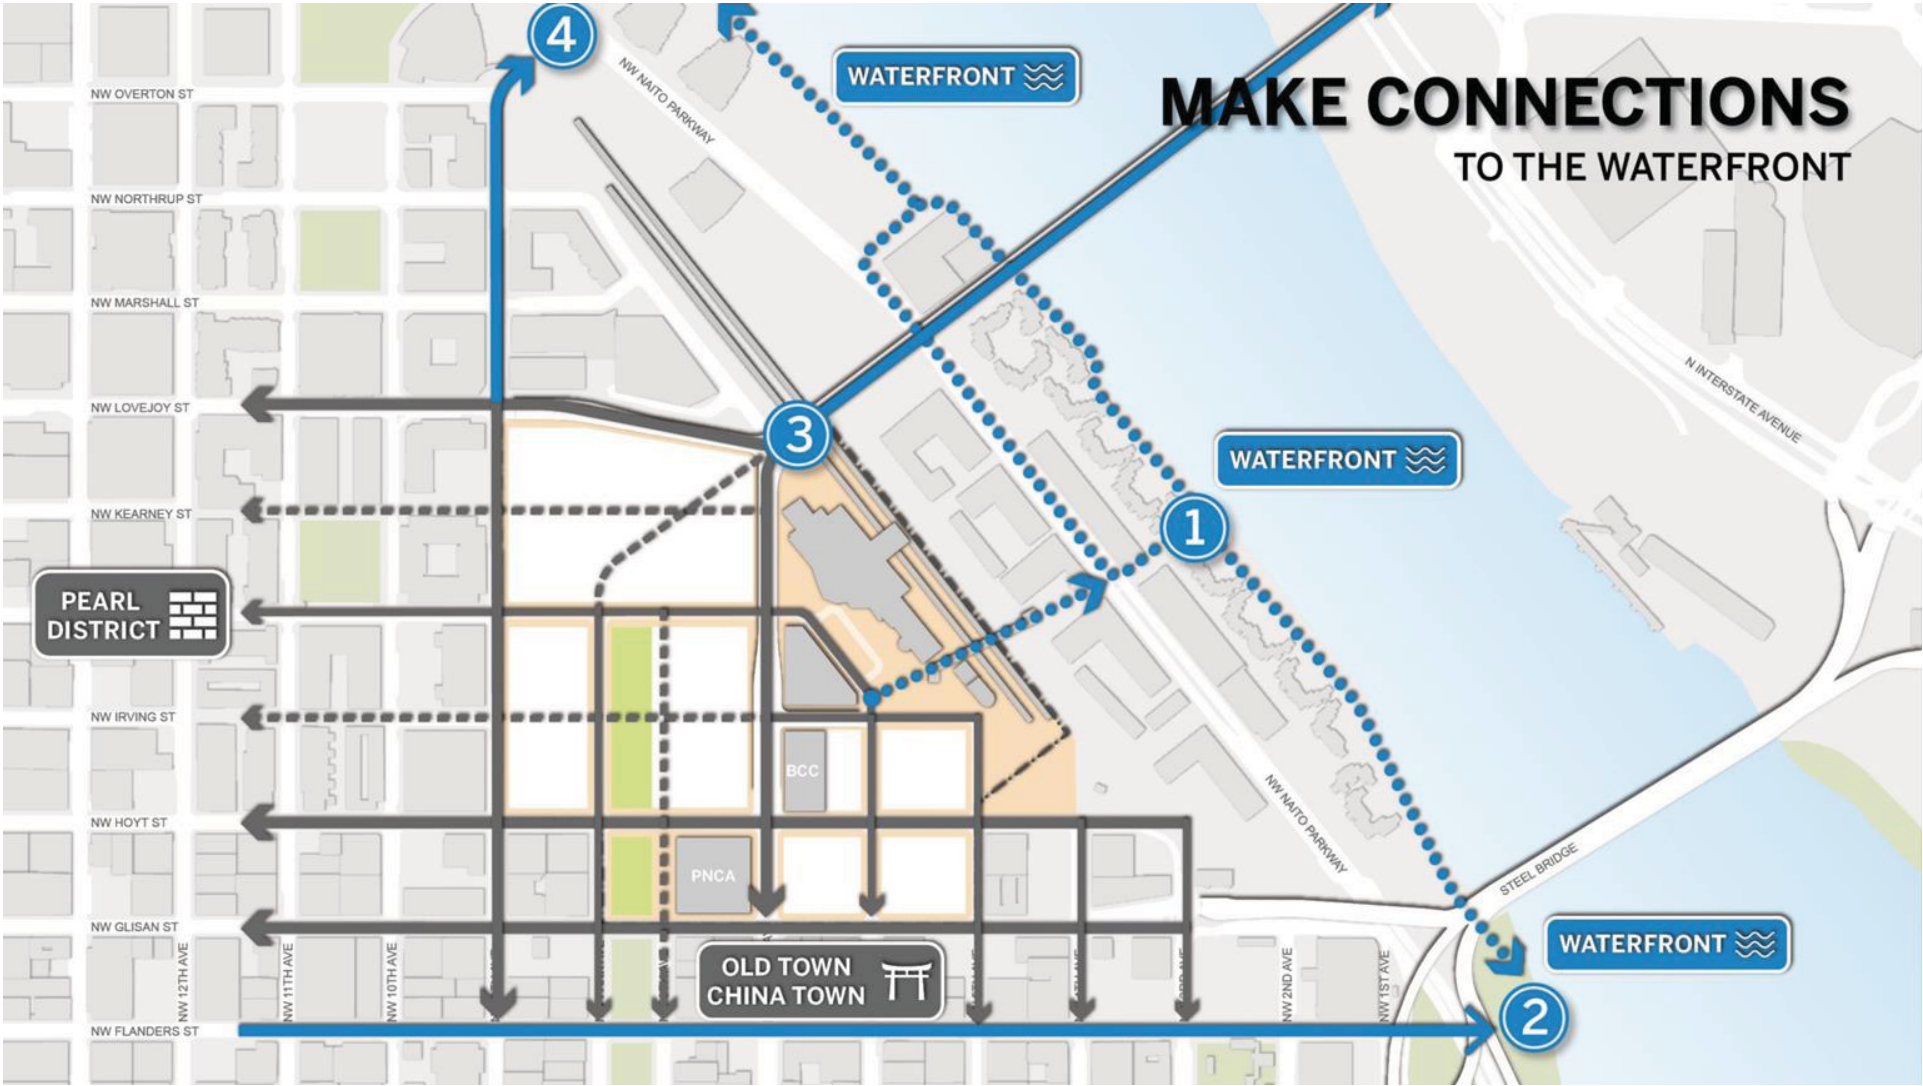 4
WATERFRONT
MAKE CONNECTIONS
TO THE WATERFRONT
NW OVERTON ST
NW NAITO PARKWAY
NW NORTHRUP ST
NW MARSHALL ST
N INTERSTATE AVENUE
NW LOVEJOY ST
3
WATERFRONT
NW KEARNEY ST
1
PEARL
DISTRICT
NW IRVING ST
BCC
NW HOYT ST
NW NAITO PARKWAY
STEEL BRIDGE
PNCA
NW GLISAN ST
WATERFRONT
OLD TOWN
CHINA TOWN
NW 12TH AVE
NW 11TH AVE
NW 10TH AVE
NW 2ND AVE
NW 1ST AVE
2
NW FLANDERS ST